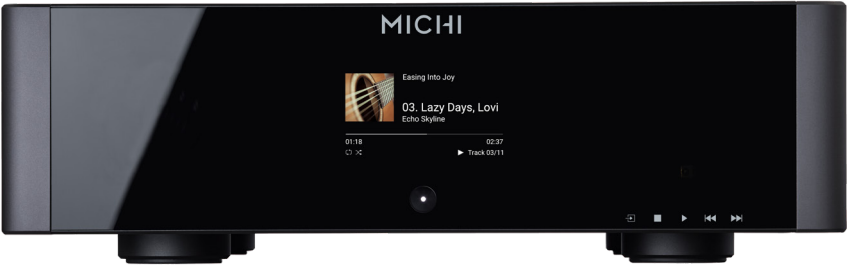 MICHI
Easing Into Joy
03. Lazy Days, Lovi
Echo Skyline
01:18
02:37
Track 03/11